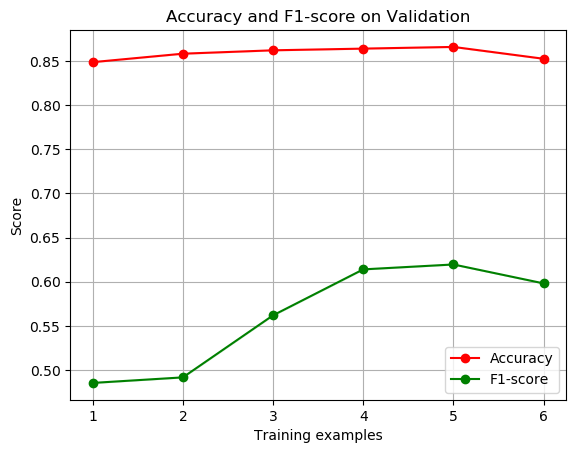 Accuracy and F1-score on Validation
Score
0.85
0.80
0.75
0.70
0.65
0.60
0.55
0.50
Accuracy
F1-score
1 2 3 4 5 6
Training examples